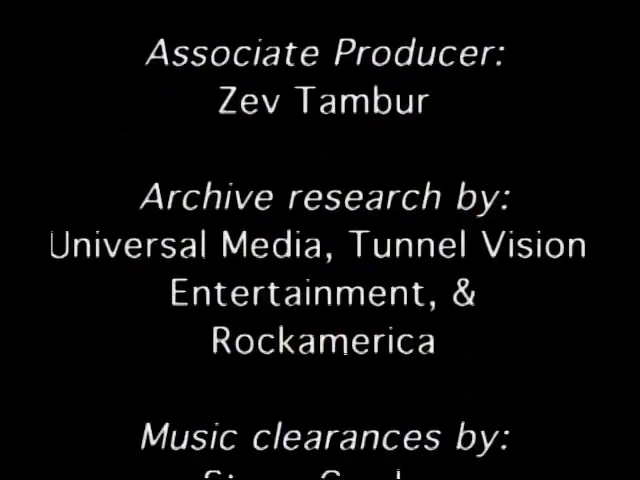 Associate Producer:
Zev Tambur
Archive research by:
Universal Media, Tunnel Vision
Entertainment, &
Rockamerica
Music clearances by: